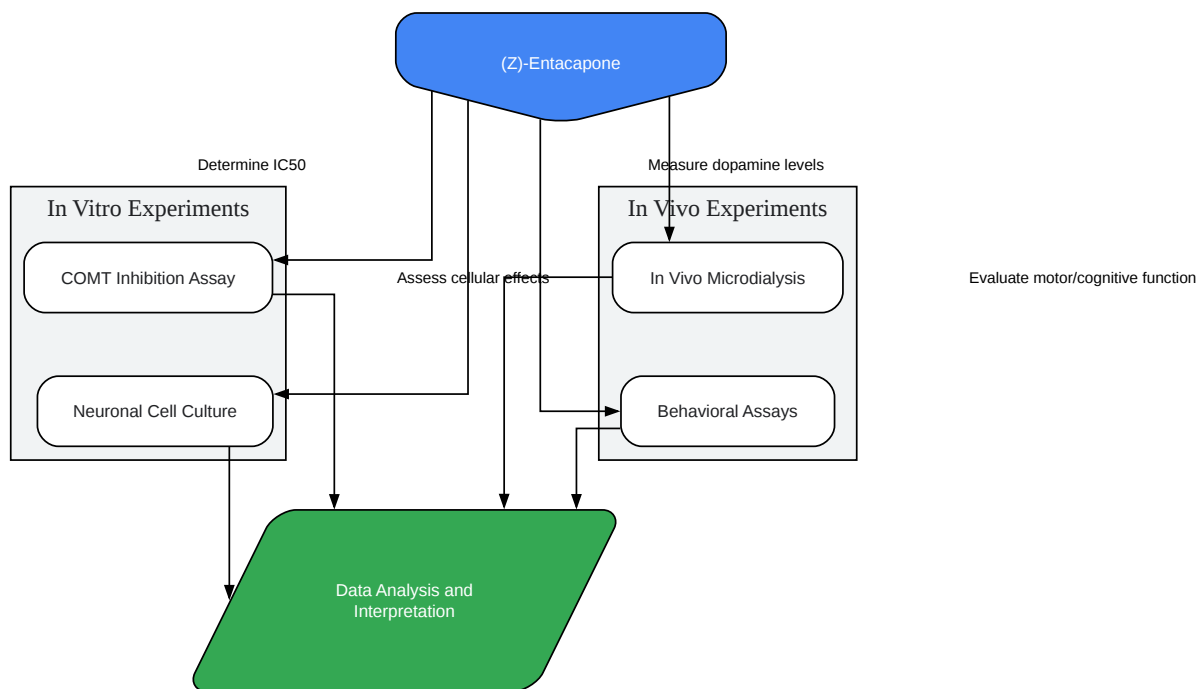 (Z)-Entacapone
Determine IC50
Measure dopamine levels
In Vitro Experiments
In Vivo Experiments
COMT Inhibition Assay
Assess cellular effects
In Vivo Microdialysis
Evaluate motor/cognitive function
Neuronal Cell Culture
Behavioral Assays
Data Analysis and
Interpretation